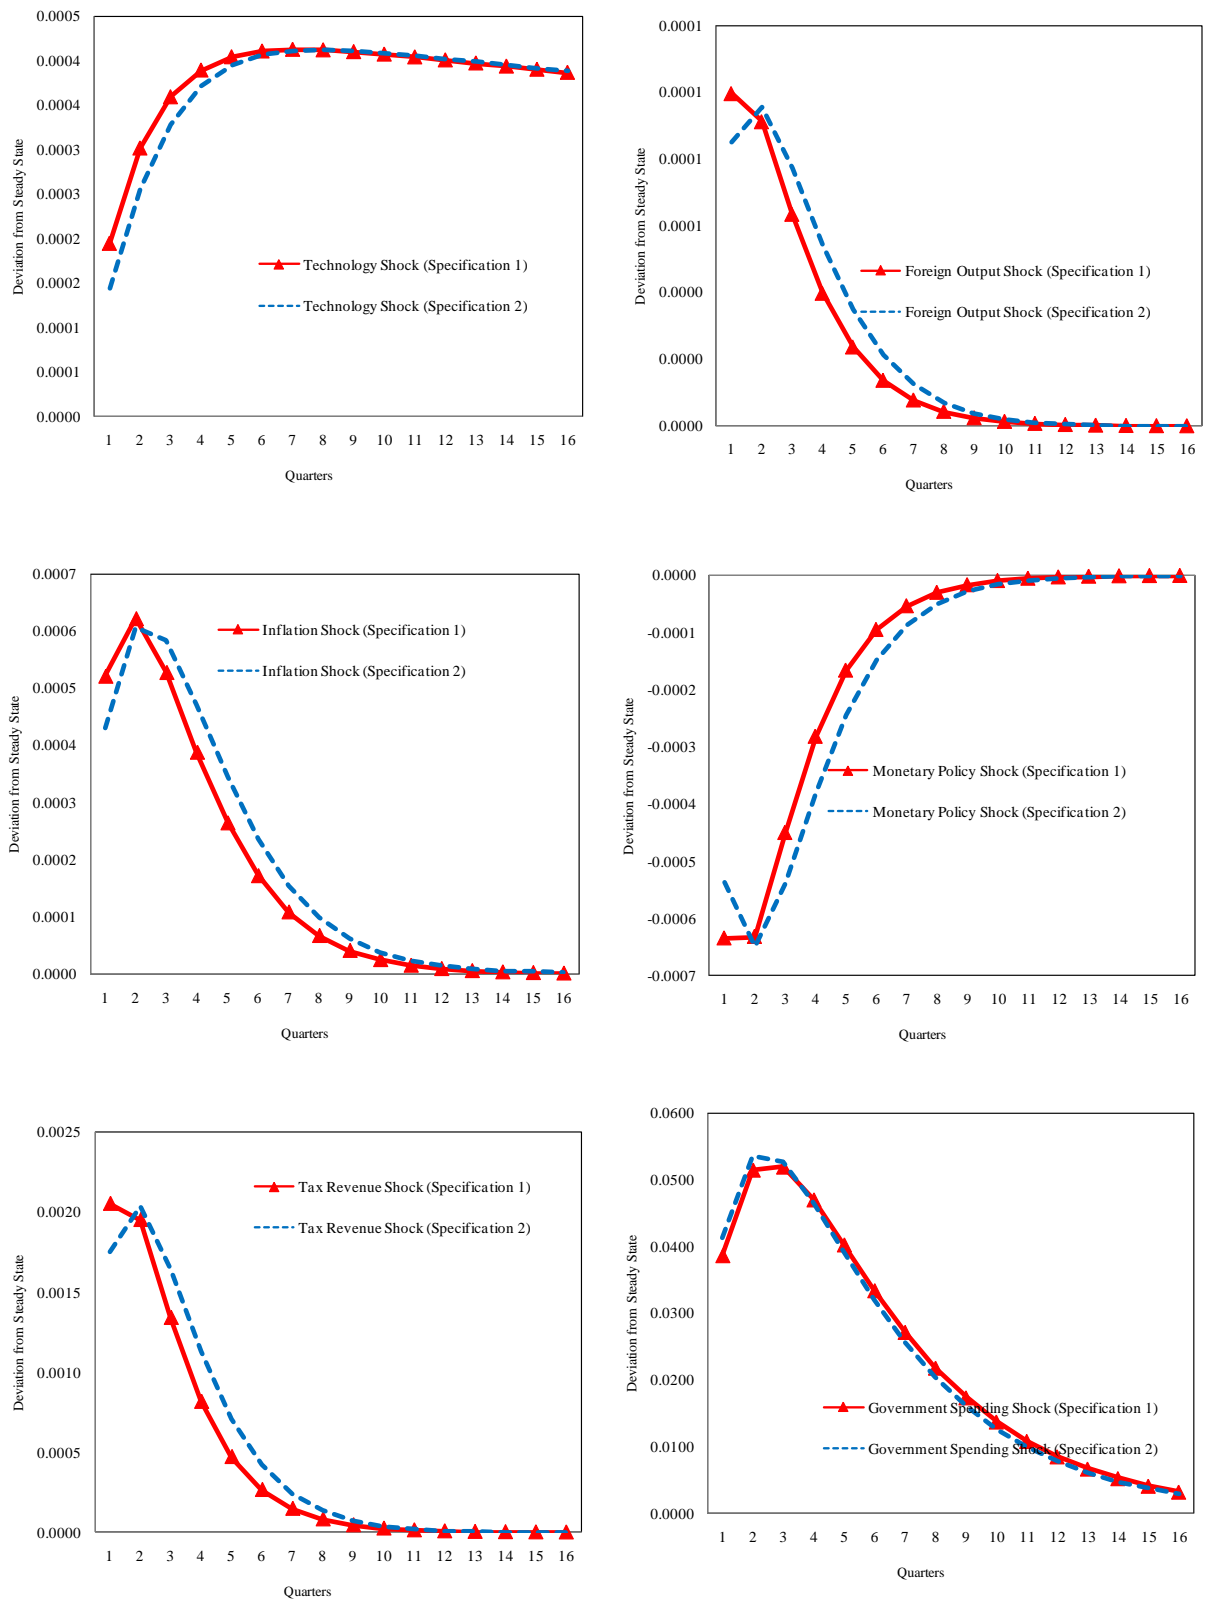 0.0005
0.0004
0.0004
0.0003
0.0003
0.0002
0.0002
0.0001
0.0001
0.0000
Deviation from Steady State
Technology Shock (Specification 1)
Technology Shock (Specification 2)
1 2 3 4 5 6 7 8 9 10 11 12 13 14 15 16
Quarters
0.0001
0.0001
0.0001
0.0001
0.0000
0.0000
0.0000
Deviation from Steady State
Foreign Output Shock (Specification 1)
Foreign Output Shock (Specification 2)
1 2 3 4 5 6 7 8 9 10 11 12 13 14 15 16
Quarters
0.0007
0.0006
0.0005
0.0004
0.0003
0.0002
0.0001
0.0000
Deviation from Steady State
Inflation Shock (Specification 1)
Inflation Shock (Specification 2)
1 2 3 4 5 6 7 8 9 10 11 12 13 14 15 16
Quarters
0.0000
-0.0001
-0.0002
-0.0003
-0.0004
-0.0005
-0.0006
-0.0007
Deviation from Steady State
Monetary Policy Shock (Specification 1)
Monetary Policy Shock (Specification 2)
1 2 3 4 5 6 7 8 9 10 11 12 13 14 15 16
Quarters
0.0025
0.0020
0.0015
0.0010
0.0005
0.0000
Deviation from Steady State
Tax Revenue Shock (Specification 1)
Tax Revenue Shock (Specification 2)
1 2 3 4 5 6 7 8 9 10 11 12 13 14 15 16
Quarters
0.0600
0.0500
0.0400
0.0300
0.0200
0.0100
0.0000
Deviation from Steady State
Government Spending Shock (Specification 1)
Government Spending Shock (Specification 2)
1 2 3 4 5 6 7 8 9 10 11 12 13 14 15 16
Quarters